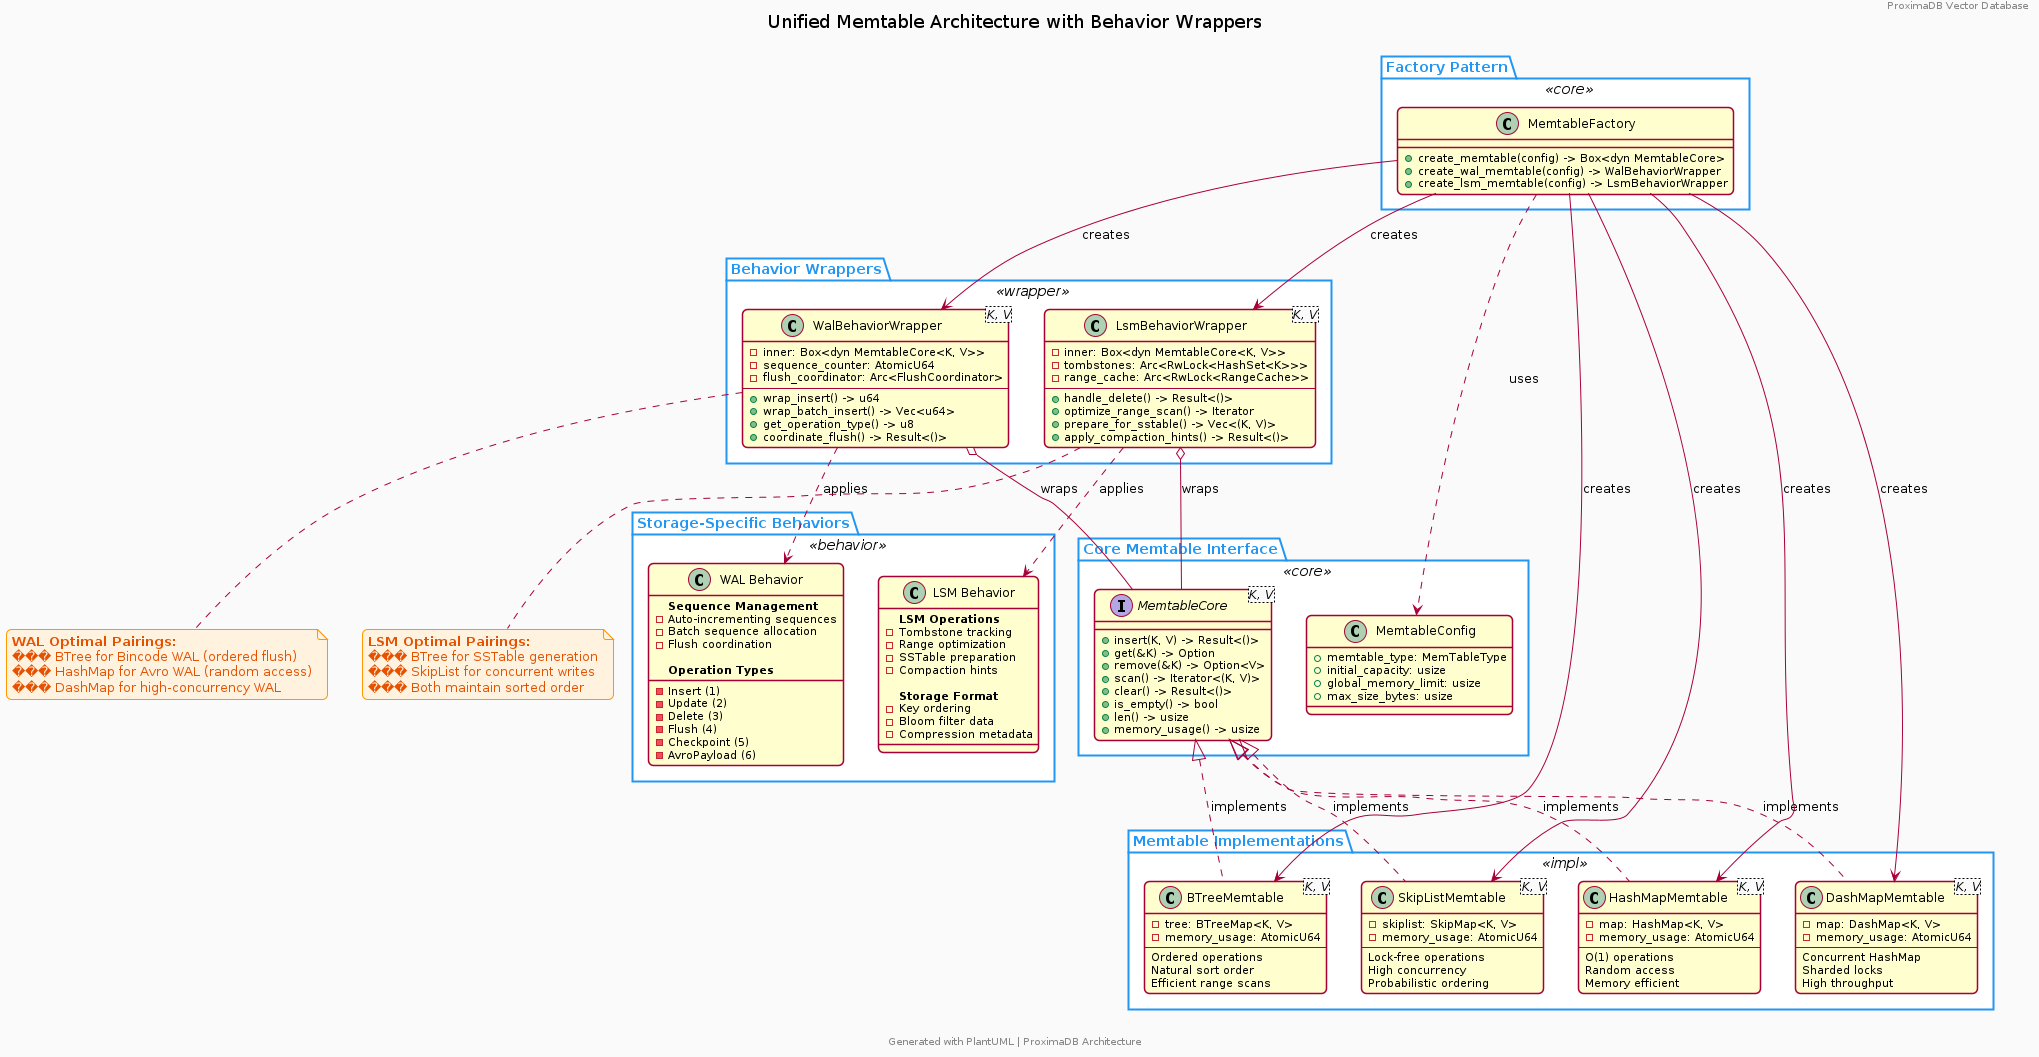 ProximaDB Vector Database
Unified Memtable Architecture with Behavior Wrappers
Factory Pattern
«core»
C MemtableFactory
create_memtable(config) -> Box<dyn MemtableCore>
create_wal_memtable(config) -> WalBehaviorWrapper
create_lsm_memtable(config) -> LsmBehaviorWrapper
creates
creates
Behavior Wrappers
«wrapper»
C WalBehaviorWrapper
K, V
inner: Box<dyn MemtableCore<K, V>>
sequence_counter: AtomicU64
flush_coordinator: Arc<FlushCoordinator>
wrap_insert() -> u64
wrap_batch_insert() -> Vec<u64>
get_operation_type() -> u8
coordinate_flush() -> Result<()>
C LsmBehaviorWrapper
K, V
inner: Box<dyn MemtableCore<K, V>>
tombstones: Arc<RwLock<HashSet<K>>>
range_cache: Arc<RwLock<RangeCache>>
handle_delete() -> Result<()>
optimize_range_scan() -> Iterator
prepare_for_sstable() -> Vec<(K, V)>
apply_compaction_hints() -> Result<()>
uses
applies
wraps
applies
wraps
creates
creates
creates
creates
Storage-Specific Behaviors
«behavior»
C WAL Behavior
Sequence Management
Auto-incrementing sequences
Batch sequence allocation
Flush coordination
Operation Types
Insert (1)
Update (2)
Delete (3)
Flush (4)
Checkpoint (5)
AvroPayload (6)
C LSM Behavior
LSM Operations
Tombstone tracking
Range optimization
SSTable preparation
Compaction hints
Storage Format
Key ordering
Bloom filter data
Compression metadata
Core Memtable Interface
«core»
I MemtableCore
K, V
insert(K, V) -> Result<()>
get(&K) -> Option
remove(&K) -> Option<V>
scan() -> Iterator<(K, V)>
clear() -> Result<()>
is_empty() -> bool
len() -> usize
memory_usage() -> usize
C MemtableConfig
memtable_type: MemTableType
initial_capacity: usize
global_memory_limit: usize
max_size_bytes: usize
WAL Optimal Pairings:
��� BTree for Bincode WAL (ordered flush)
��� HashMap for Avro WAL (random access)
��� DashMap for high-concurrency WAL
LSM Optimal Pairings:
��� BTree for SSTable generation
��� SkipList for concurrent writes
��� Both maintain sorted order
implements
implements
implements
implements
Memtable Implementations
«impl»
C BTreeMemtable
K, V
tree: BTreeMap<K, V>
memory_usage: AtomicU64
Ordered operations
Natural sort order
Efficient range scans
C SkipListMemtable
K, V
skiplist: SkipMap<K, V>
memory_usage: AtomicU64
Lock-free operations
High concurrency
Probabilistic ordering
C HashMapMemtable
K, V
map: HashMap<K, V>
memory_usage: AtomicU64
O(1) operations
Random access
Memory efficient
C DashMapMemtable
K, V
map: DashMap<K, V>
memory_usage: AtomicU64
Concurrent HashMap
Sharded locks
High throughput
Generated with PlantUML | ProximaDB Architecture